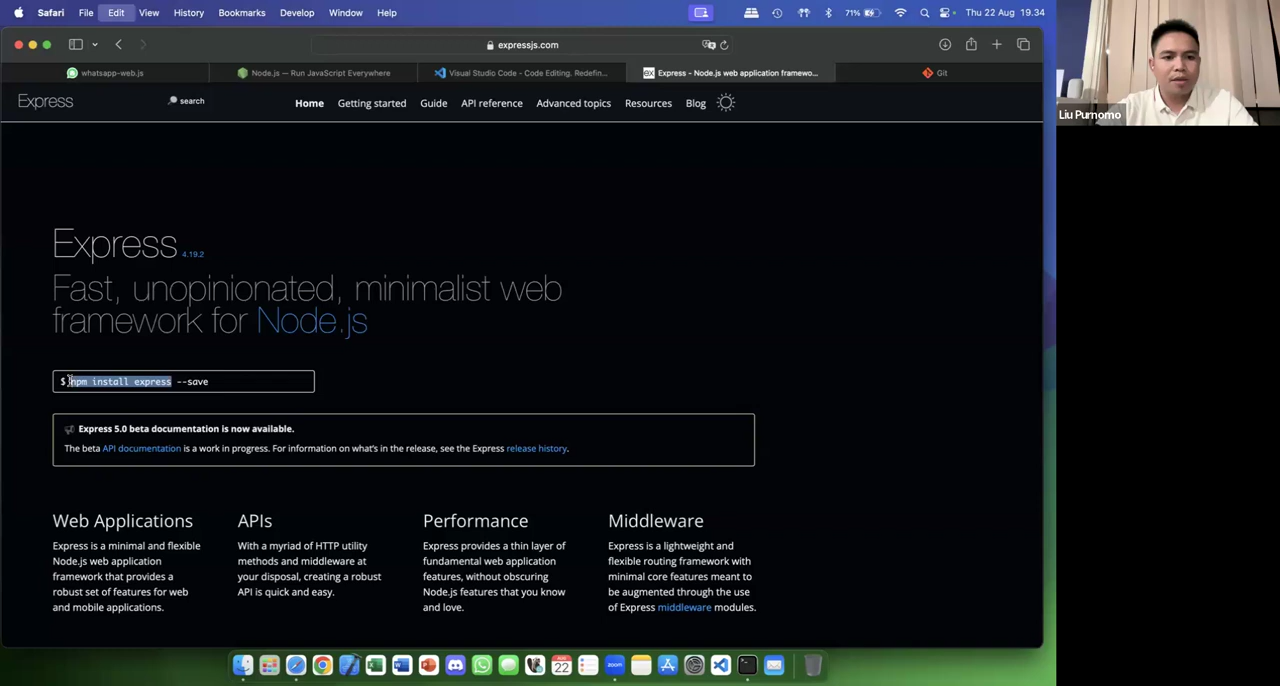 Safari File Edit View History Bookmarks Develop Window Help
71%
Thu 22 Aug 19.34
expressjs.com
whatsapp-web.js
Node.js — Run JavaScript Everywhere
Visual Studio Code - Code Editing. Redefin...
ex Express - Node.js web application framewo...
Git
Express
search
Home Getting started Guide API reference Advanced topics Resources Blog
Liu Purnomo
Express 4.19.2
Fast, unopinionated, minimalist web
framework for Node.js
$ npm install express --save
Express 5.0 beta documentation is now available.
The beta API documentation is a work in progress. For information on what's in the release, see the Express release history.
Web Applications
Express is a minimal and flexible
Node.js web application
framework that provides a
robust set of features for web
and mobile applications.
APIs
With a myriad of HTTP utility
methods and middleware at
your disposal, creating a robust
API is quick and easy.
Performance
Express provides a thin layer of
fundamental web application
features, without obscuring
Node.js features that you know
and love.
Middleware
Express is a lightweight and
flexible routing framework with
minimal core features meant to
be augmented through the use
of Express middleware modules.
AUG
22
zoom